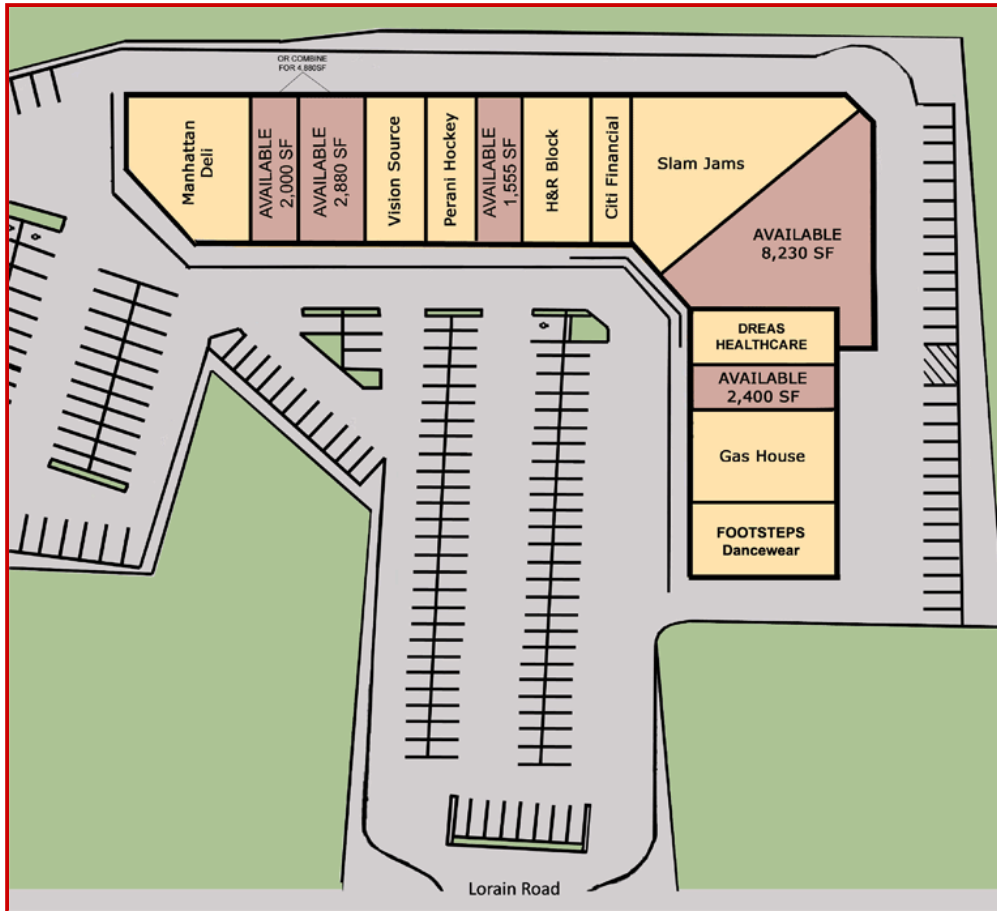 OR COMBINE
FOR 4,880SF
Manhattan
Deli
AVAILABLE
2,000 SF
AVAILABLE
2,880 SF
Vision Source
Perani Hockey
AVAILABLE
1,555 SF
H&R Block
Citi Financial
Slam Jams
AVAILABLE
8,230 SF
DREAS
HEALTHCARE
AVAILABLE
2,400 SF
Gas House
FOOTSTEPS
Dancewear
Lorain Road